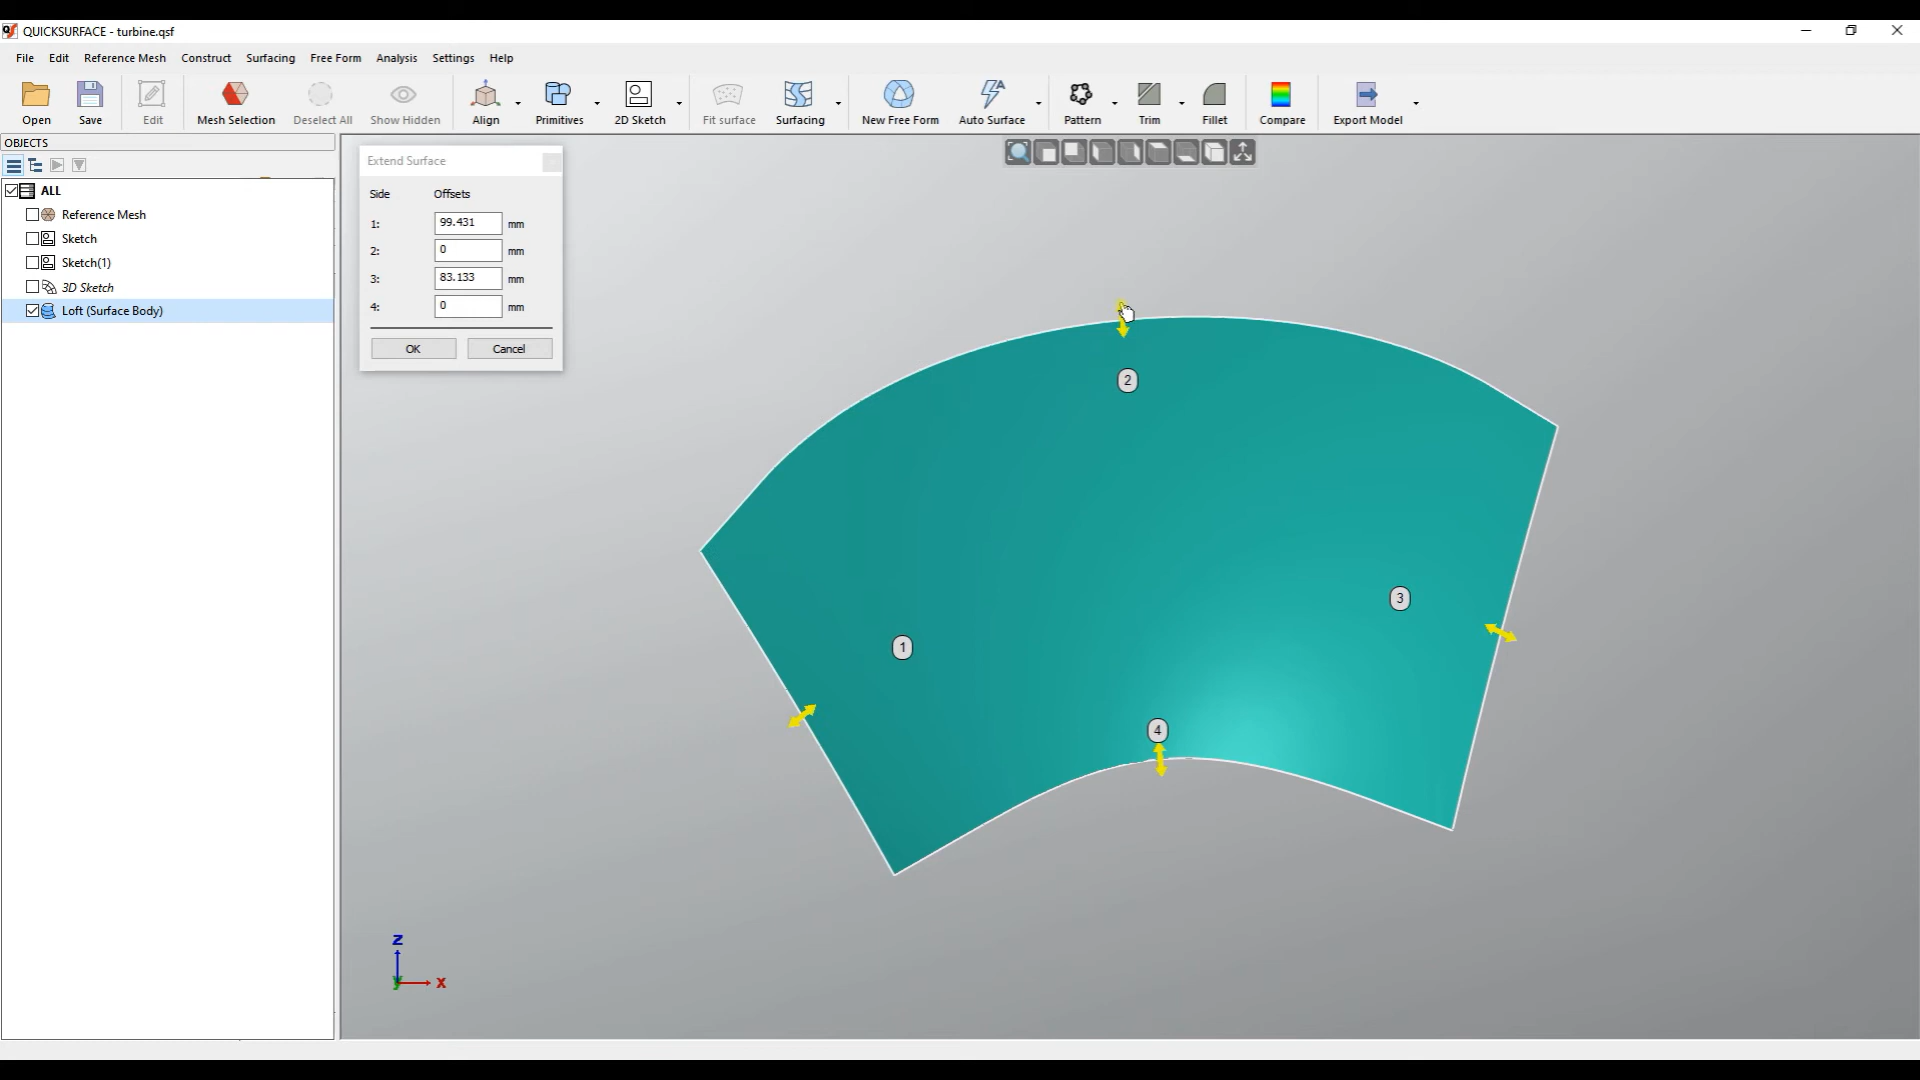 QUICKSURFACE - turbine.qsf
File Edit Reference Mesh Construct Surfacing Free Form Analysis Settings Help
Open Save Edit Mesh Selection Deselect All Show Hidden Align Primitives 2D Sketch Fit surface Surfacing New Free Form Auto Surface Pattern Trim Fillet Compare Export Model
OBJECTS
ALL
Reference Mesh
Sketch
Sketch(1)
3D Sketch
Loft (Surface Body)
Extend Surface
Side Offsets
1: 99.431 mm
2: 0 mm
3: 83.133 mm
4: 0 mm
OK Cancel
2
3
1
4
z
y x